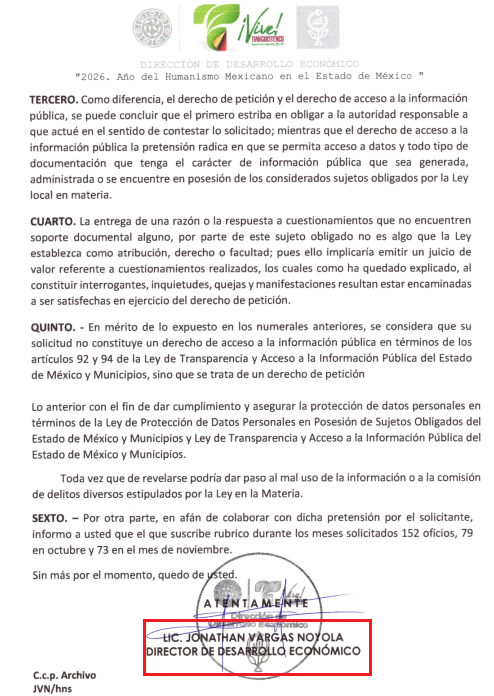 ¡Vive!
TIANGUISTENCO
DIRECCIÓN DE DESARROLLO ECONÓMICO
"2026. Año del Humanismo Mexicano en el Estado de México "
TERCERO. Como diferencia, el derecho de petición y el derecho de acceso a la información
pública, se puede concluir que el primero estriba en obligar a la autoridad responsable a
que actué en el sentido de contestar lo solicitado; mientras que el derecho de acceso a la
información pública la pretensión radica en que se permita acceso a datos y todo tipo de
documentación que tenga el carácter de información pública que sea generada,
administrada o se encuentre en posesión de los considerados sujetos obligados por la Ley
local en materia.
CUARTO. La entrega de una razón o la respuesta a cuestionamientos que no encuentren
soporte documental alguno, por parte de este sujeto obligado no es algo que la Ley
establezca como atribución, derecho o facultad; pues ello implicaría emitir un juicio de
valor referente a cuestionamientos realizados, los cuales como ha quedado explicado, al
constituir interrogantes, inquietudes, quejas y manifestaciones resultan estar encaminadas
a ser satisfechas en ejercicio del derecho de petición.
QUINTO. - En mérito de lo expuesto en los numerales anteriores, se considera que su
solicitud no constituye un derecho de acceso a la información pública en términos de los
artículos 92 y 94 de la Ley de Transparencia y Acceso a la Información Pública del Estado
de México y Municipios, sino que se trata de un derecho de petición
Lo anterior con el fin de dar cumplimiento y asegurar la protección de datos personales en
términos de la Ley de Protección de Datos Personales en Posesión de Sujetos Obligados del
Estado de México y Municipios y Ley de Transparencia y Acceso a la Información Pública del
Estado de México y Municipios.
Toda vez que de revelarse podría dar paso al mal uso de la información o a la comisión
de delitos diversos estipulados por la Ley en la Materia.
SEXTO. – Por otra parte, en afán de colaborar con dicha pretensión por el solicitante,
informo a usted que el que suscribe rubrico durante los meses solicitados 152 oficios, 79
en octubre y 73 en el mes de noviembre.
Sin más por el momento, quedo de usted.
ATENTAMENTE
Dirección de
Desarrollo Económico
LIC. JONATHAN VARGAS NOYOLA
DIRECTOR DE DESARROLLO ECONÓMICO
C.c.p. Archivo
JVN/hns